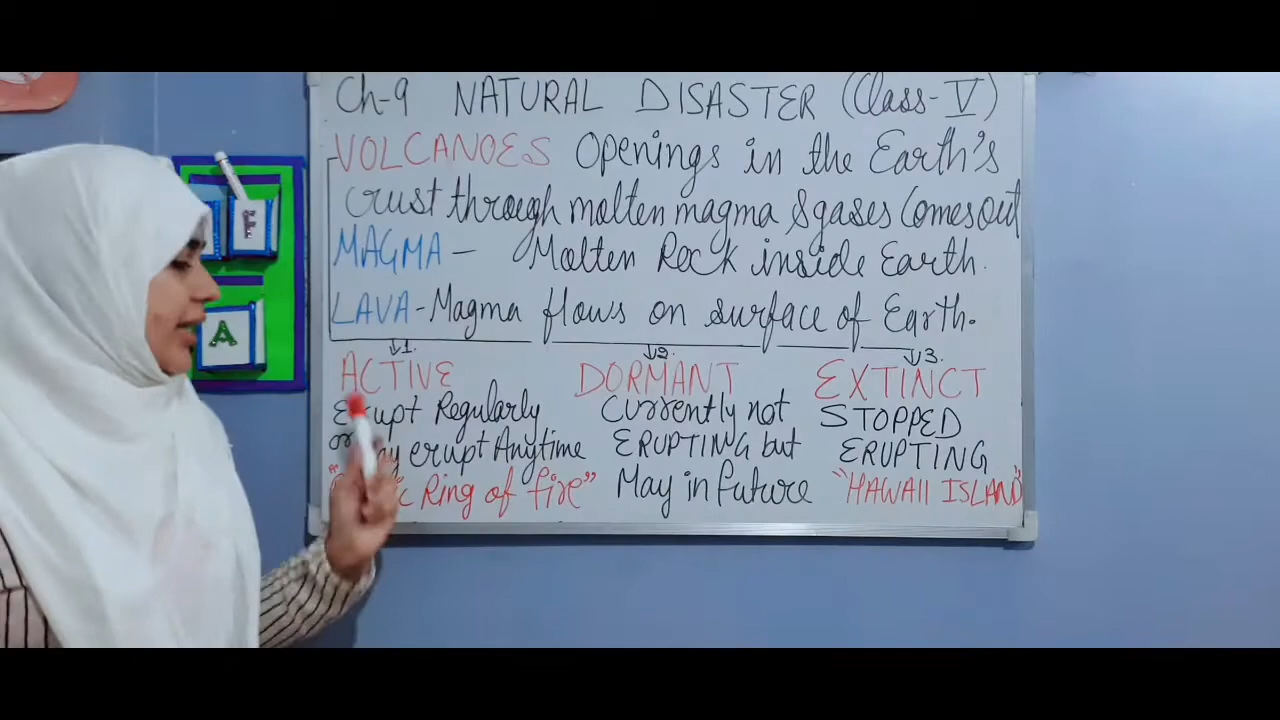 Ch-9 NATURAL DISASTER (Class-V)
VOLCANOES Openings in the Earth's
crust through molten magma & gases comes out
MAGMA - Molten Rock inside Earth.
LAVA - Magma flows on surface of Earth.
1. 2. 3.
ACTIVE DORMANT EXTINCT
Erupt Regularly Currently not STOPPED
or erupt Anytime ERUPTING but ERUPTING
Ring of fire" May in future "HAWAII ISLAND"
F
A